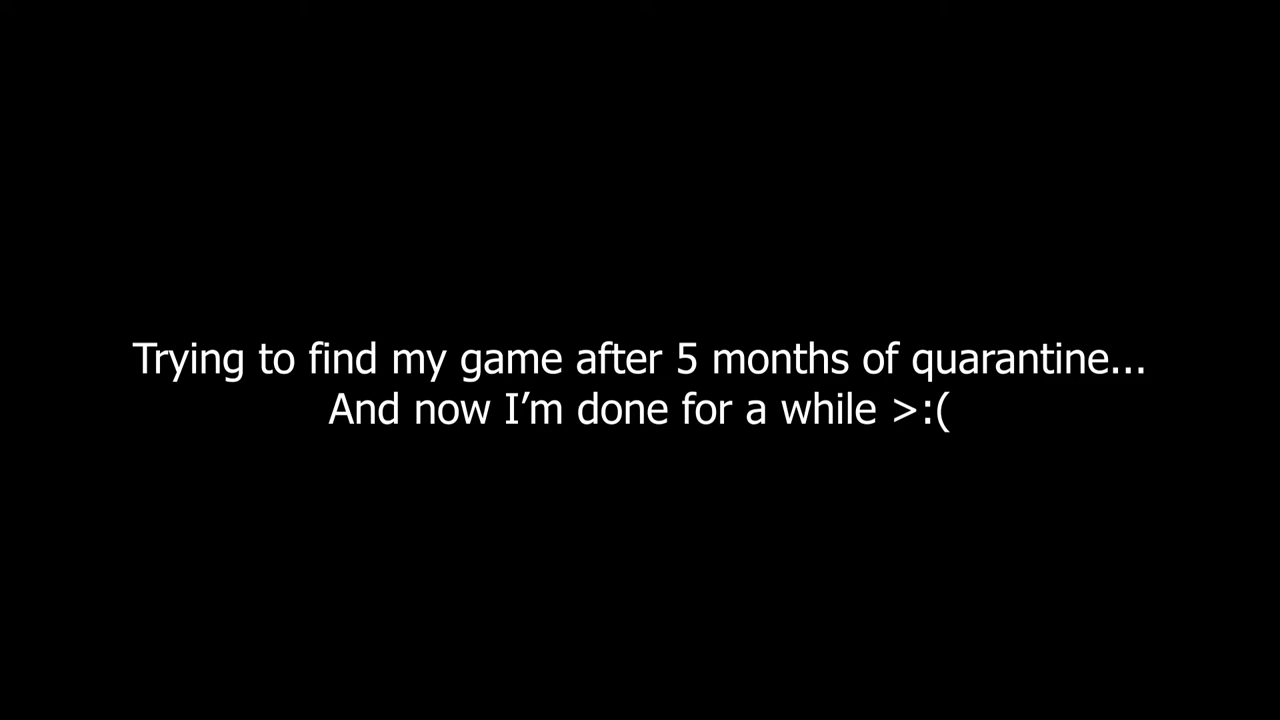 Trying to find my game after 5 months of quarantine...
And now I’m done for a while >:(